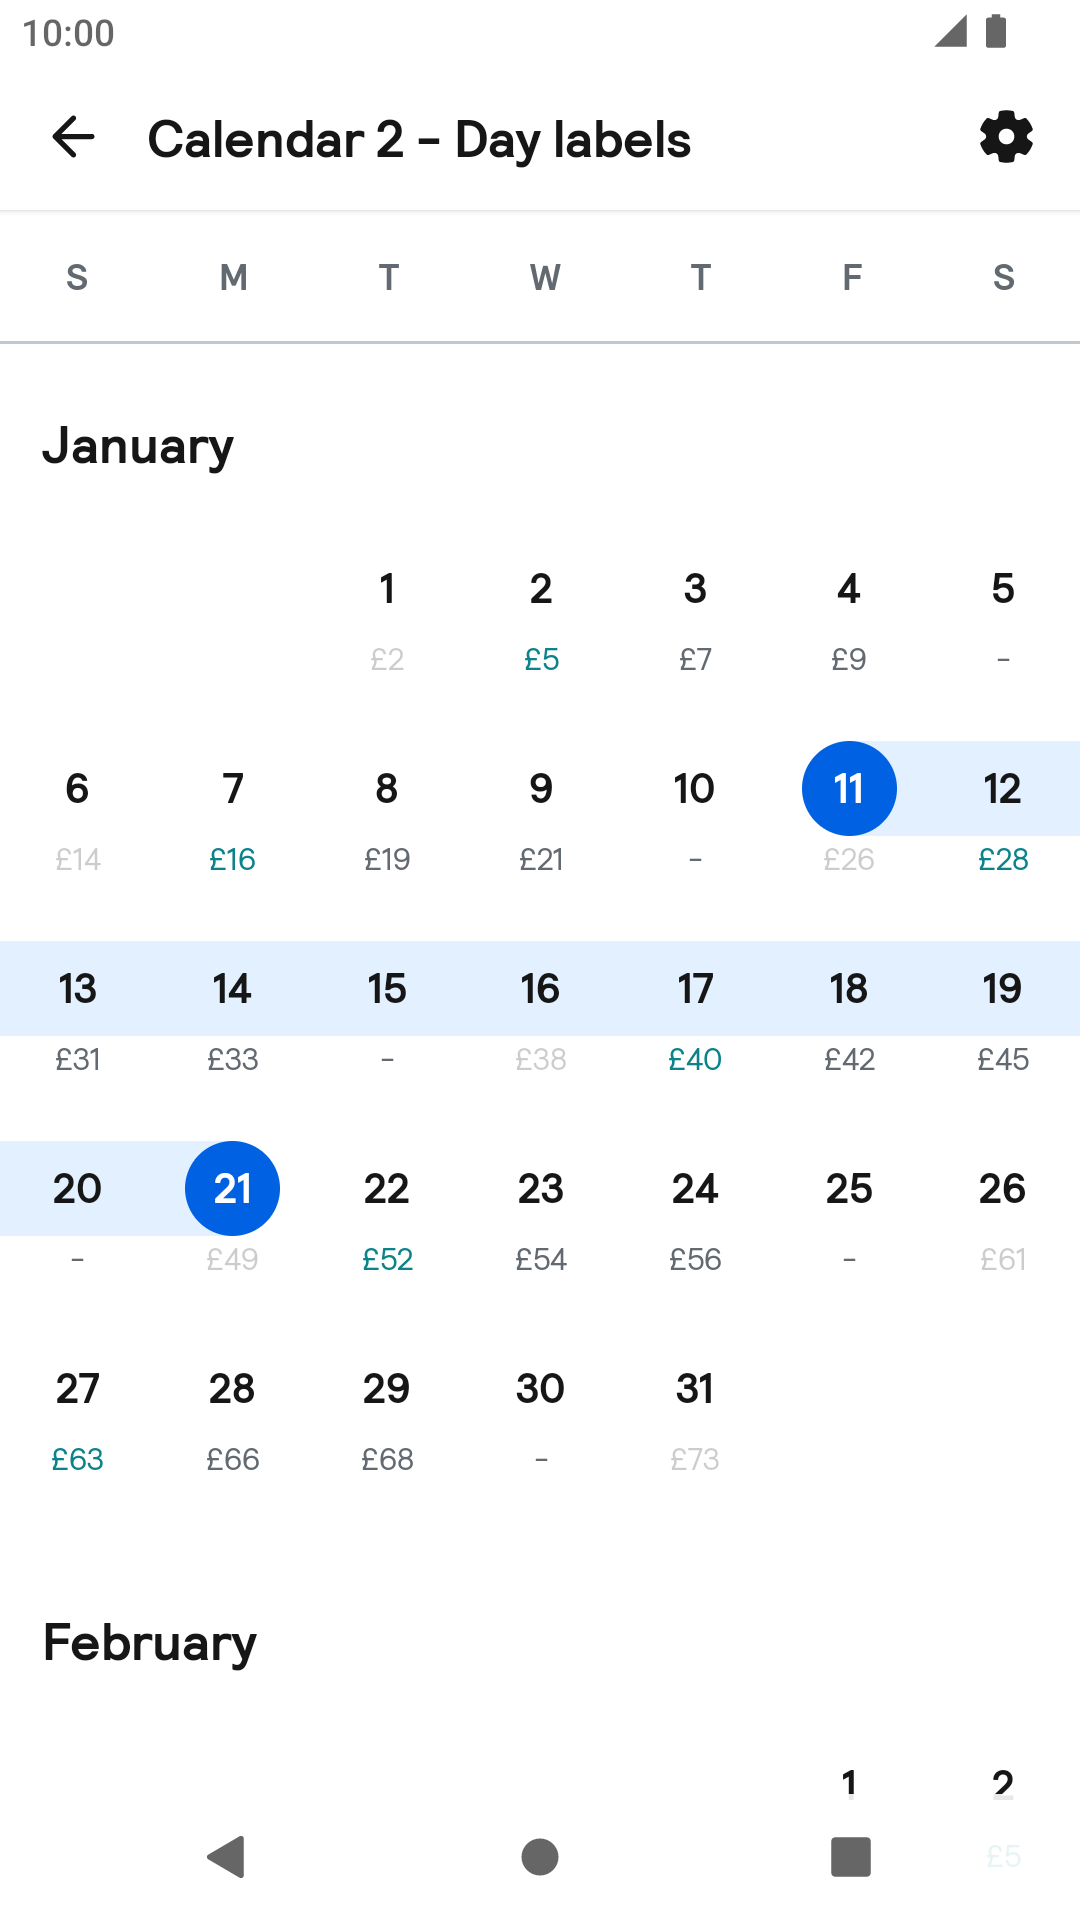 10:00
Calendar 2 - Day labels
S M T W T F S
January
1 2 3 4 5
£2 £5 £7 £9 -
6 7 8 9 10 11 12
£14 £16 £19 £21 - £26 £28
13 14 15 16 17 18 19
£31 £33 - £38 £40 £42 £45
20 21 22 23 24 25 26
- £49 £52 £54 £56 - £61
27 28 29 30 31
£63 £66 £68 - £73
February
1 2
£5